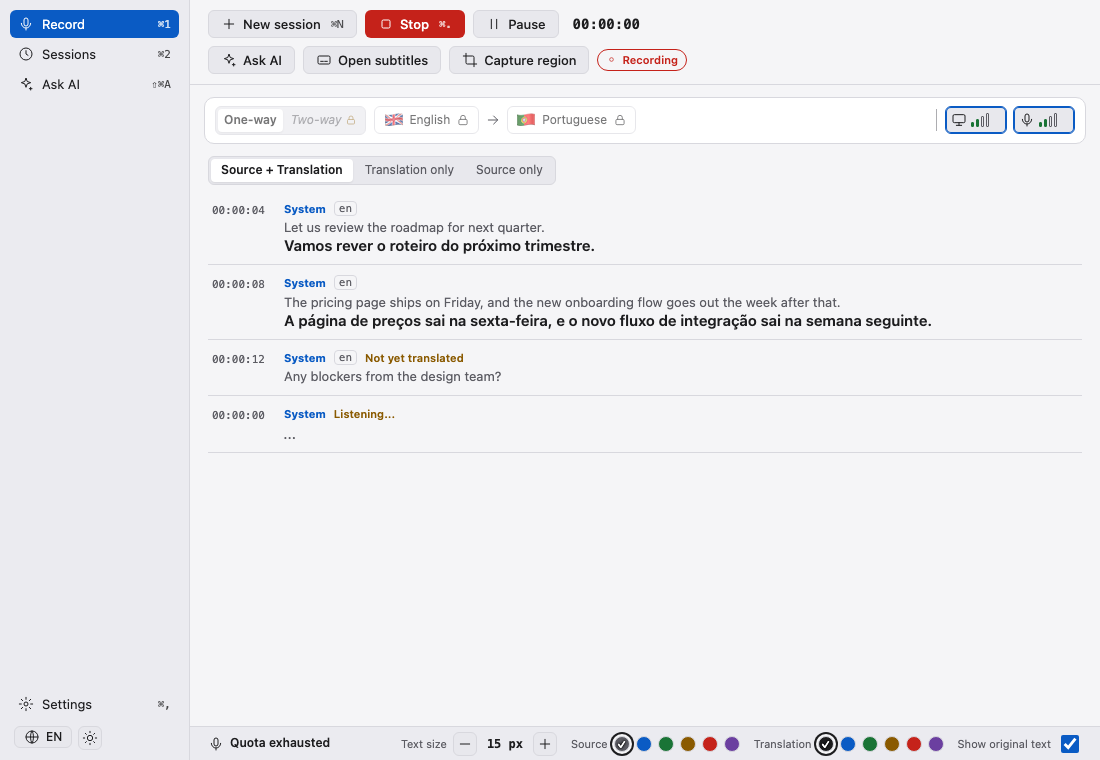 Record ⌘1
Sessions ⌘2
Ask AI ⇧⌘A
Settings ⌘,
EN
New session ⌘N
Stop ⌘.
Pause
00:00:00
Ask AI
Open subtitles
Capture region
Recording
One-way
Two-way
English
→
Portuguese
Source + Translation
Translation only
Source only
00:00:04 System en
Let us review the roadmap for next quarter.
Vamos rever o roteiro do próximo trimestre.
00:00:08 System en
The pricing page ships on Friday, and the new onboarding flow goes out the week after that.
A página de preços sai na sexta-feira, e o novo fluxo de integração sai na semana seguinte.
00:00:12 System en Not yet translated
Any blockers from the design team?
00:00:00 System Listening...
...
Quota exhausted
Text size − 15 px +
Source
Translation
Show original text